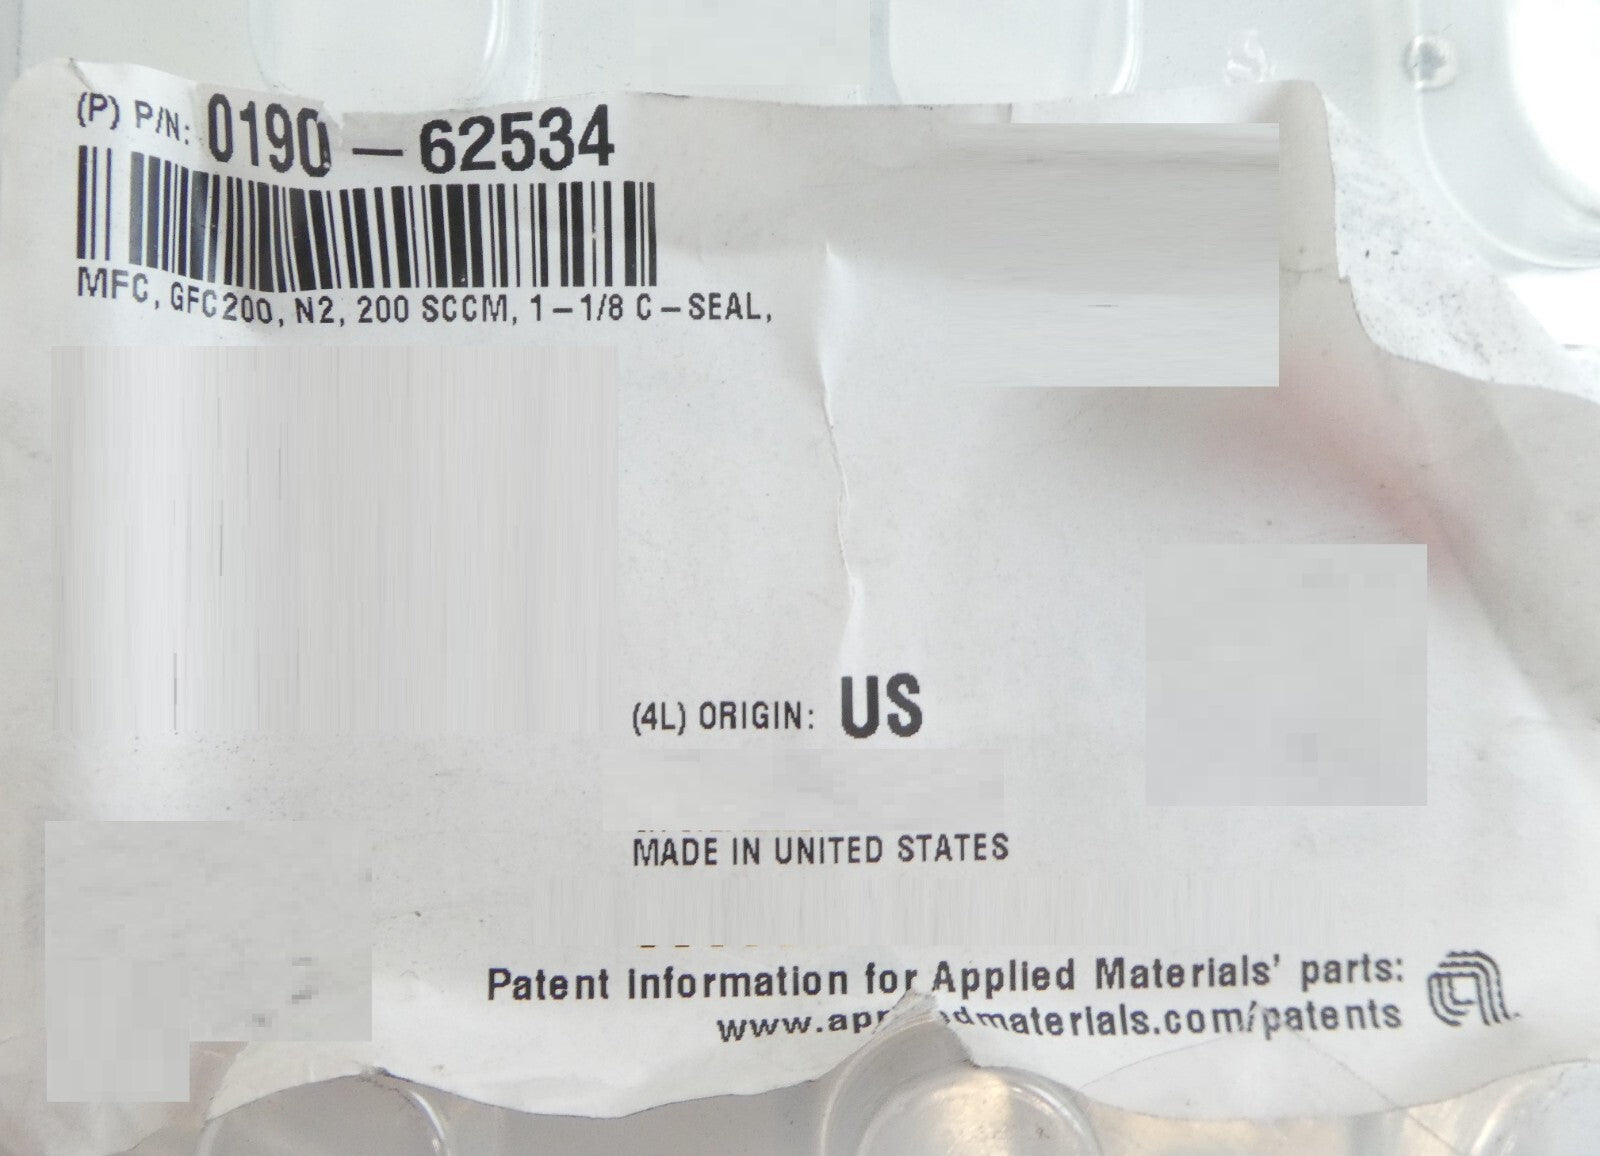 (P) P/N: 0190-62534
MFC, GFC200, N2, 200 SCCM, 1-1/8 C-SEAL,
(4L) ORIGIN: US
MADE IN UNITED STATES
Patent Information for Applied Materials' parts: